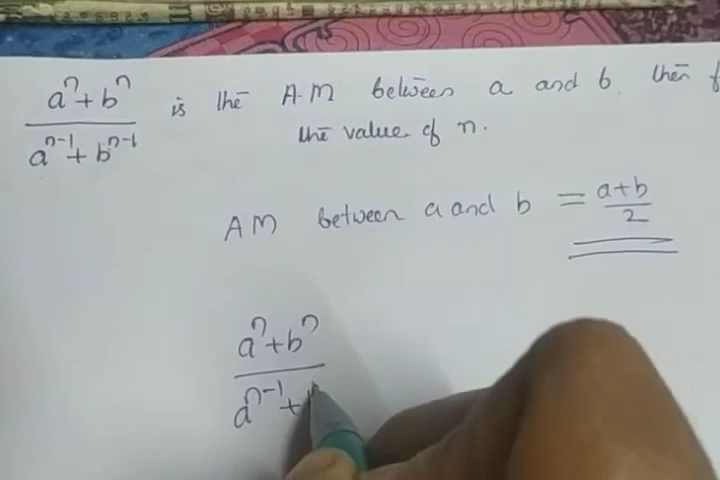 a^n + b^n / a^{n-1} + b^{n-1} is the A.M between a and b. then
the value of n.
AM between a and b = a+b / 2
a^n + b^n / a^{n-1} +